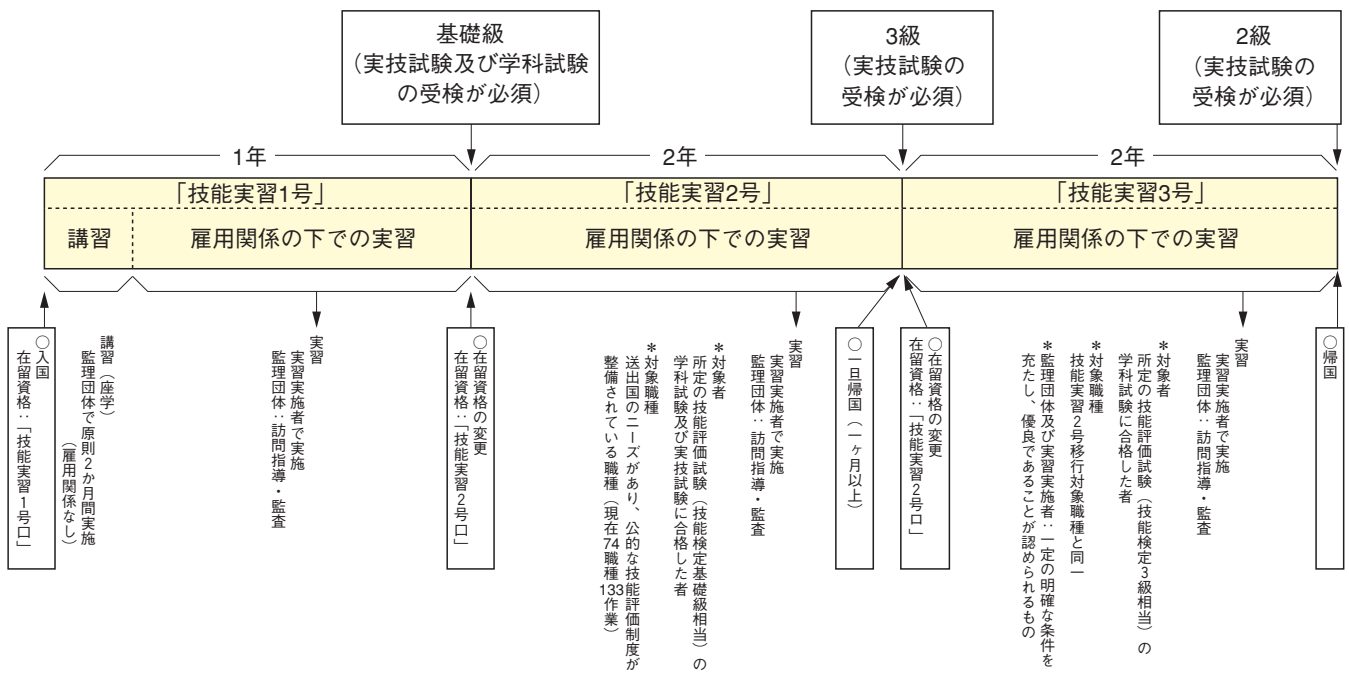 基礎級
（実技試験及び学科試験
の受検が必須）
3級
（実技試験の
受検が必須）
2級
（実技試験の
受検が必須）
1年
2年
2年
「技能実習1号」
「技能実習2号」
「技能実習3号」
講習
雇用関係の下での実習
雇用関係の下での実習
雇用関係の下での実習
○入国
在留資格：「技能実習1号ロ」
講習（座学）
監理団体で原則2か月間実施
（雇用関係なし）
実習
実習実施者で実施
監理団体：訪問指導・監査
○在留資格の変更
在留資格：「技能実習2号ロ」
実習
実習実施者で実施
監理団体：訪問指導・監査
＊対象者
所定の技能評価試験（技能検定基礎級相当）の
学科試験及び実技試験に合格した者
＊対象職種
送出国のニーズがあり、公的な技能評価制度が
整備されている職種（現在74職種133作業）
○一旦帰国（一ヶ月以上）
○在留資格の変更
在留資格：「技能実習2号ロ」
実習
実習実施者で実施
監理団体：訪問指導・監査
＊対象者
所定の技能評価試験（技能検定3級相当）の
学科試験に合格した者
＊対象職種
技能実習2号移行対象職種と同一
＊監理団体及び実習実施者：一定の明確な条件を
充たし、優良であることが認められるもの
○帰国